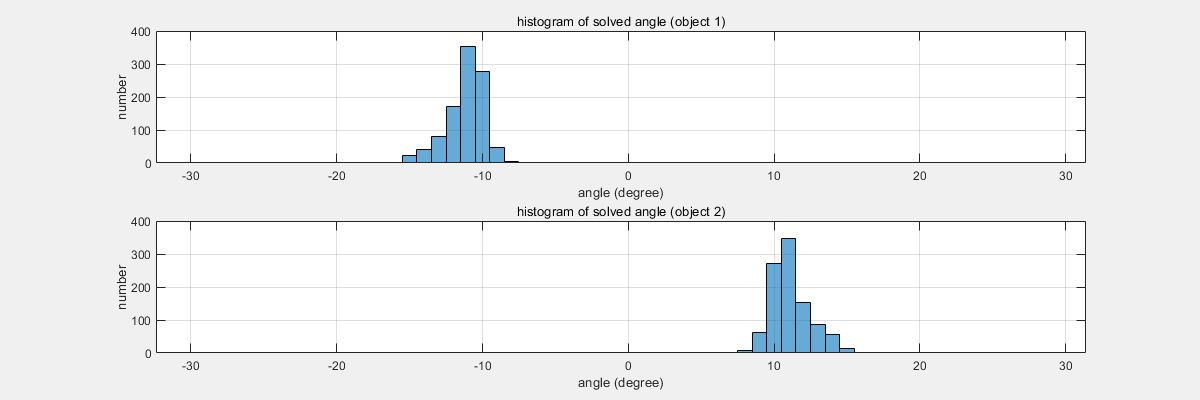 histogram of solved angle (object 1)
400
300
200
100
0
number
-30 -20 -10 0 10 20 30
angle (degree)
histogram of solved angle (object 2)
400
300
200
100
0
number
-30 -20 -10 0 10 20 30
angle (degree)